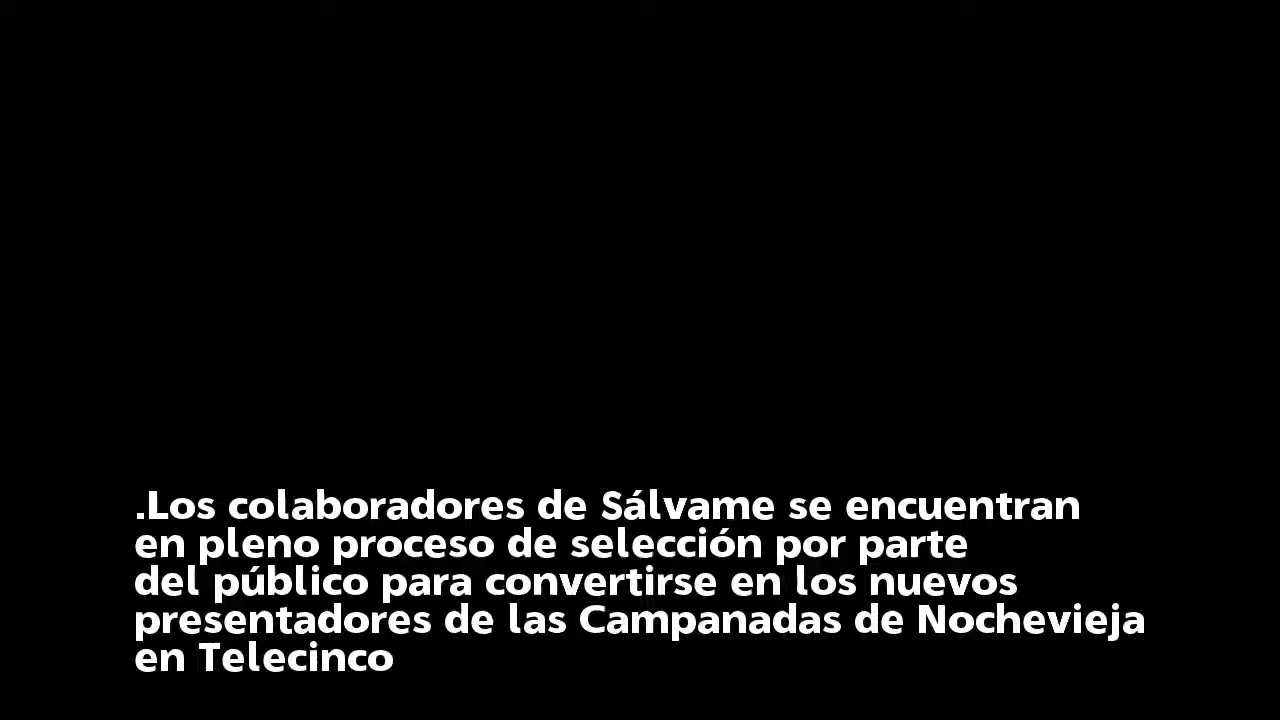 .Los colaboradores de Sálvame se encuentran
en pleno proceso de selección por parte
del público para convertirse en los nuevos
presentadores de las Campanadas de Nochevieja
en Telecinco